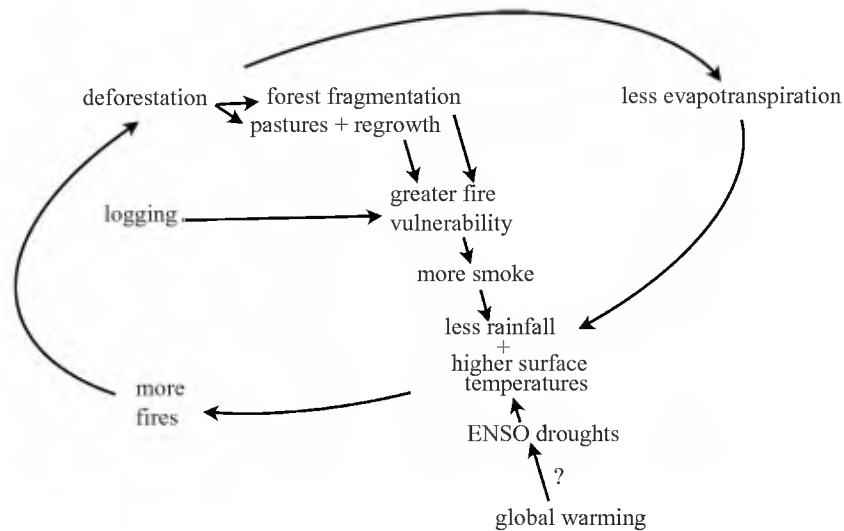 deforestation
forest fragmentation
pastures + regrowth
less evapotranspiration
greater fire
vulnerability
logging
more smoke
less rainfall
+
higher surface
temperatures
more
fires
ENSO droughts
?
global warming